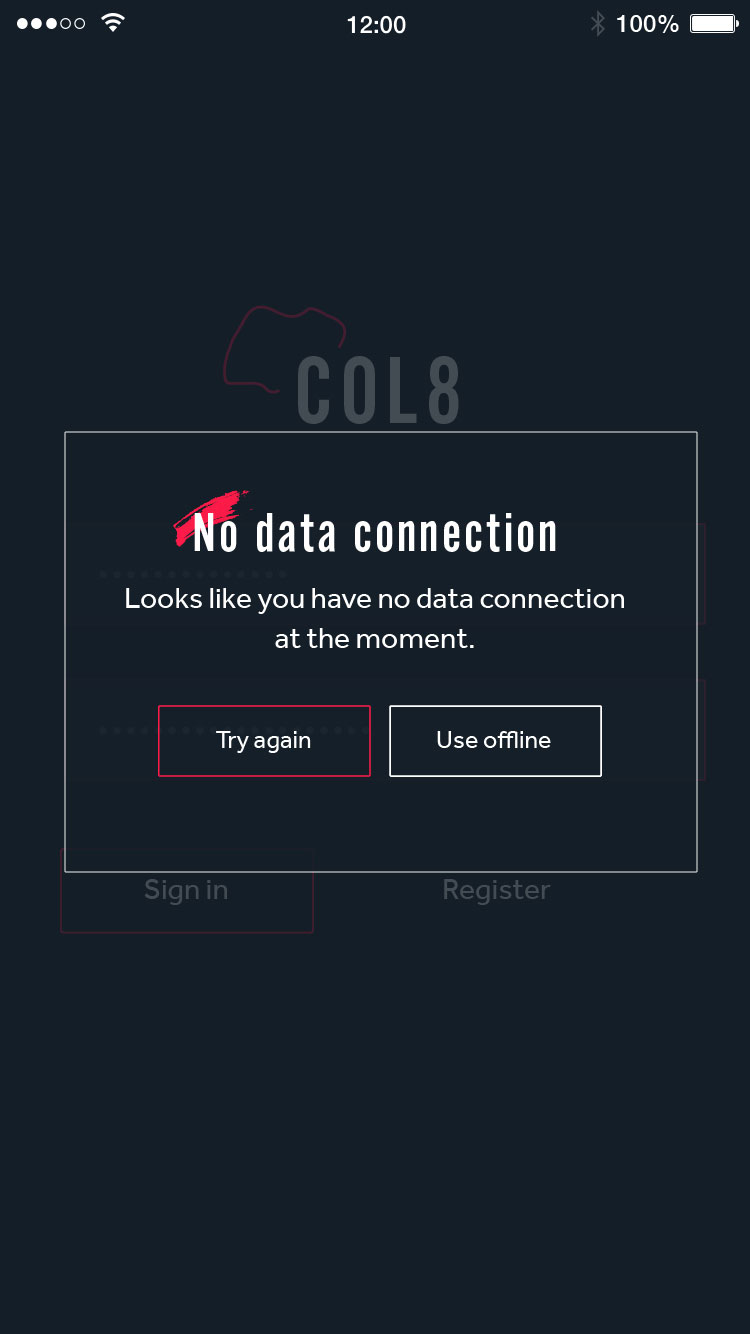 12:00
100%
COL8
No data connection
Looks like you have no data connection
at the moment.
Try again
Use offline
Sign in
Register